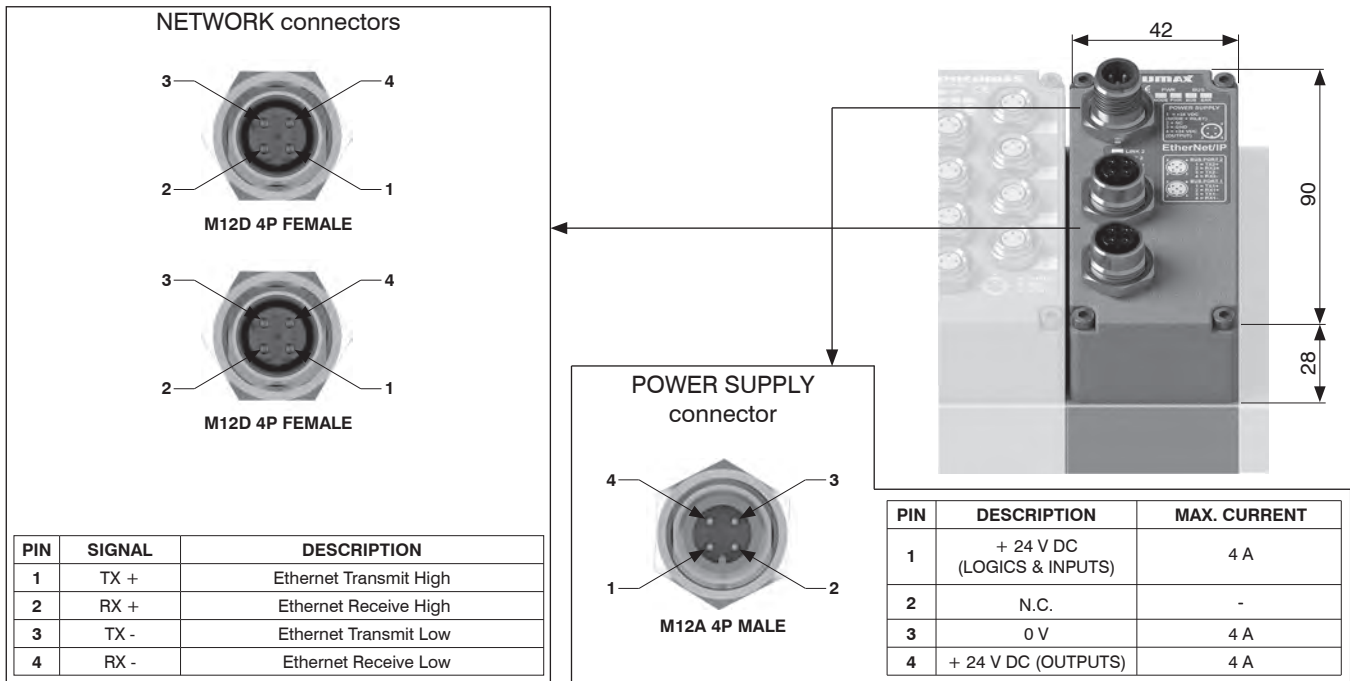 NETWORK connectors
3
4
2
1
M12D 4P FEMALE
3
4
2
1
M12D 4P FEMALE
PIN SIGNAL DESCRIPTION
1 TX + Ethernet Transmit High
2 RX + Ethernet Receive High
3 TX - Ethernet Transmit Low
4 RX - Ethernet Receive Low
POWER SUPPLY
connector
4
3
1
2
M12A 4P MALE
42
90
28
UMAX
POWER SUPPLY
EtherNet/IP
PIN DESCRIPTION MAX. CURRENT
1 + 24 V DC
(LOGICS & INPUTS) 4 A
2 N.C. -
3 0 V 4 A
4 + 24 V DC (OUTPUTS) 4 A